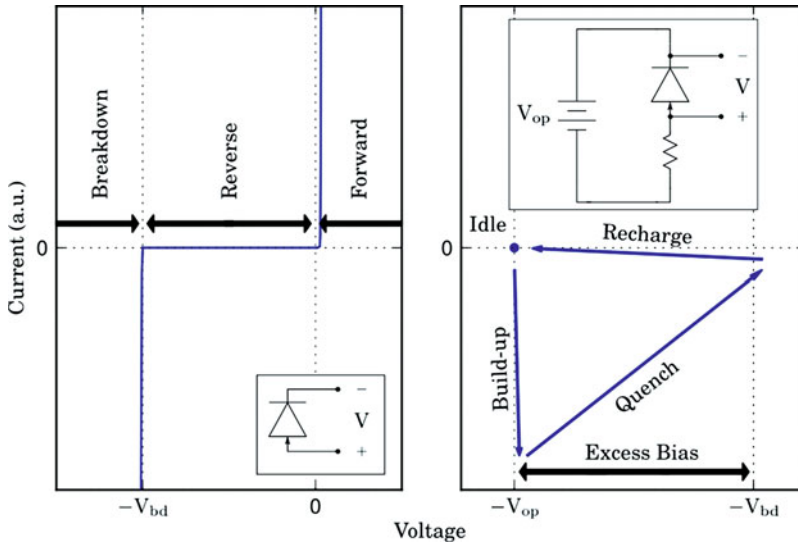 Current (a.u.)
0
Breakdown
Reverse
Forward
−
V
+
−Vbd
0
Voltage
Vop
−
V
+
Idle
0
Recharge
Build-up
Quench
Excess Bias
−Vop
−Vbd